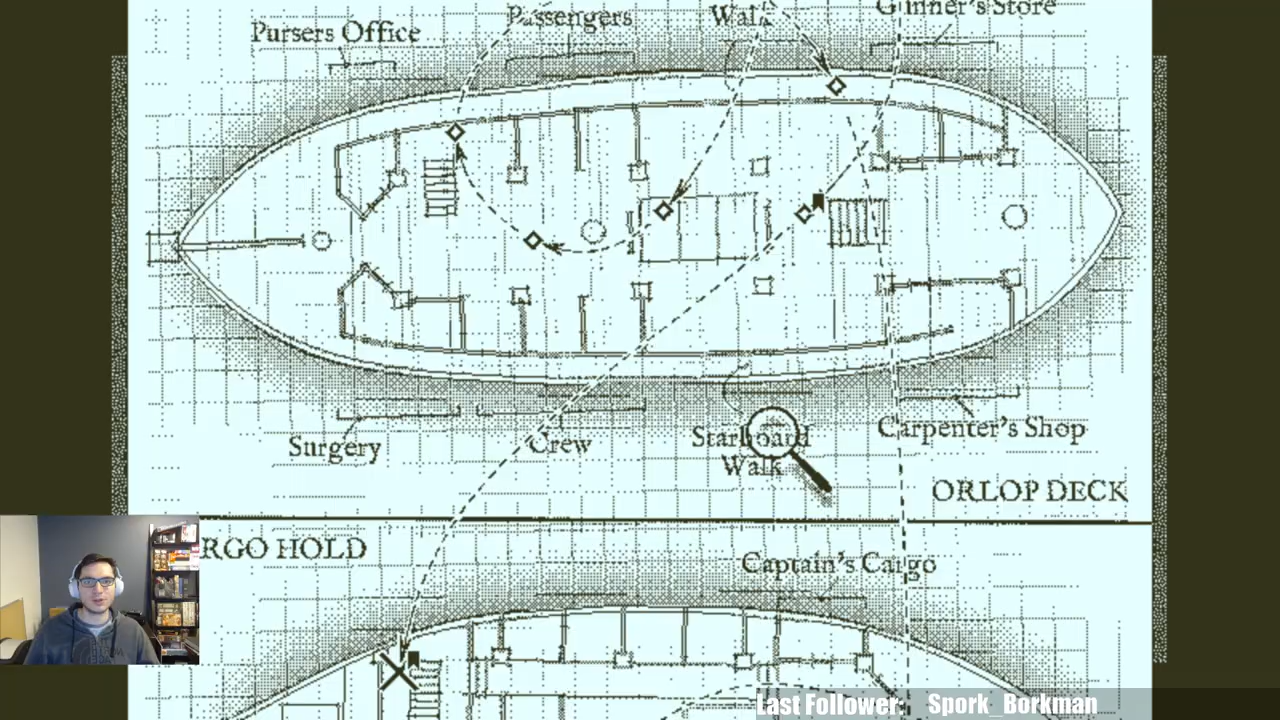 Passengers
Walk
Gunner's Store
Pursers Office
Surgery
Crew
Starboard
Walk
Carpenter's Shop
ORLOP DECK
RGO HOLD
Captain's Cargo
Last Follower: Spork_Borkman